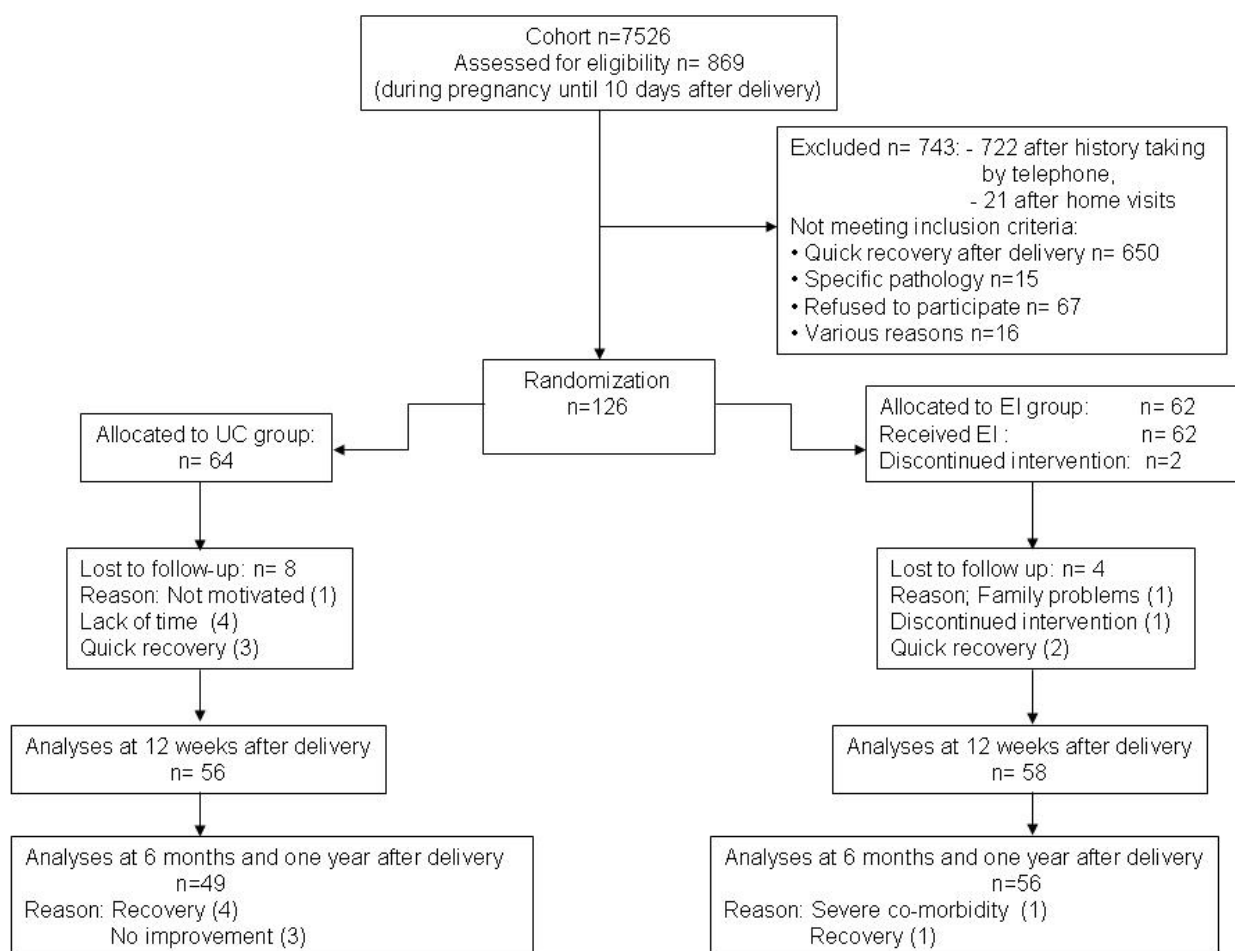 Cohort n=7526
Assessed for eligibility n= 869
(during pregnancy until 10 days after delivery)
Excluded n= 743: - 722 after history taking
by telephone,
- 21 after home visits
Not meeting inclusion criteria:
• Quick recovery after delivery n= 650
• Specific pathology n=15
• Refused to participate n= 67
• Various reasons n=16
Randomization
n=126
Allocated to UC group:
n= 64
Allocated to EI group: n= 62
Received EI : n= 62
Discontinued intervention: n=2
Lost to follow-up: n= 8
Reason: Not motivated (1)
Lack of time (4)
Quick recovery (3)
Lost to follow up: n= 4
Reason; Family problems (1)
Discontinued intervention (1)
Quick recovery (2)
Analyses at 12 weeks after delivery
n= 56
Analyses at 12 weeks after delivery
n= 58
Analyses at 6 months and one year after delivery
n=49
Reason: Recovery (4)
No improvement (3)
Analyses at 6 months and one year after delivery
n=56
Reason: Severe co-morbidity (1)
Recovery (1)